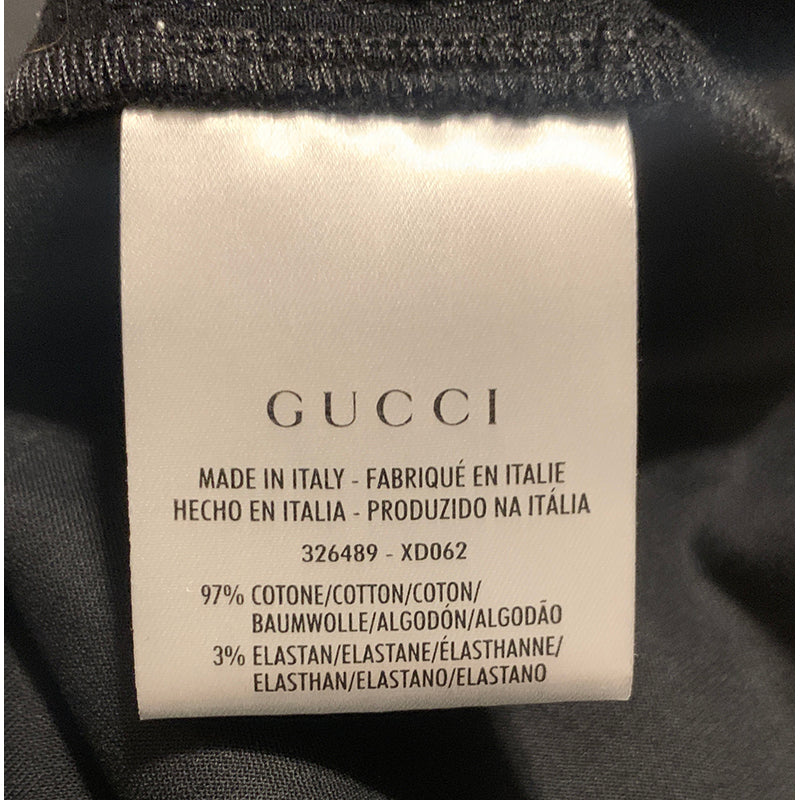 GUCCI
MADE IN ITALY - FABRIQUÉ EN ITALIE
HECHO EN ITALIA - PRODUZIDO NA ITÁLIA
326489 - XD062
97% COTONE/COTTON/COTON/
BAUMWOLLE/ALGODÓN/ALGODÃO
3% ELASTAN/ELASTANE/ÉLASTHANNE/
ELASTHAN/ELASTANO/ELASTANO